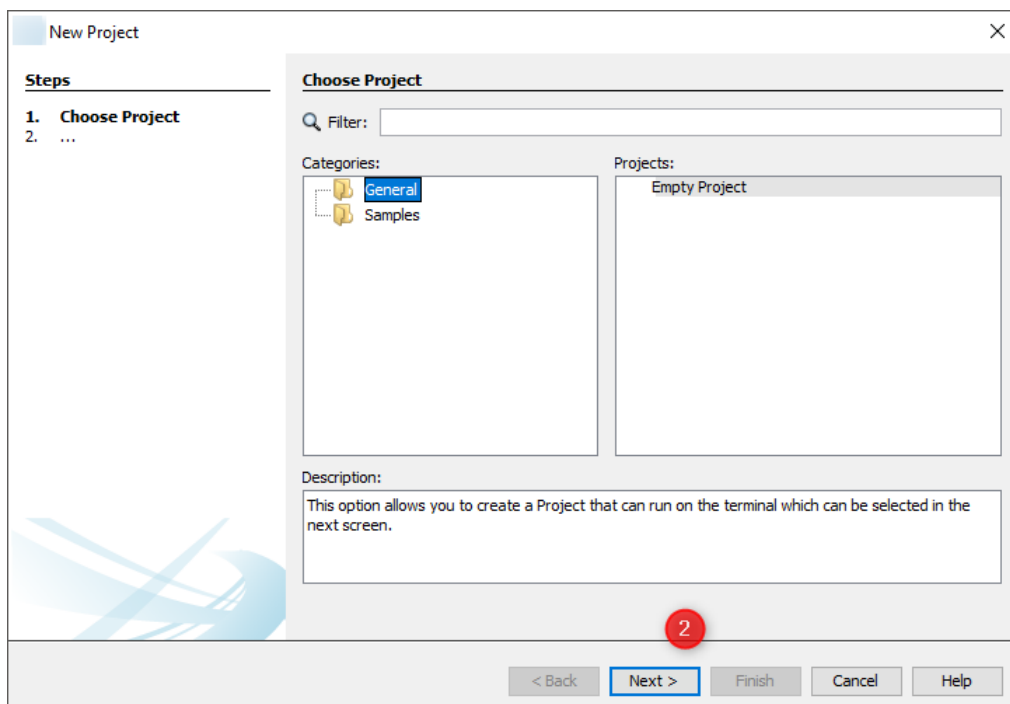 New Project
Steps
1. Choose Project
2. ...
Choose Project
Filter:
Categories:
General
Samples
Projects:
Empty Project
Description:
This option allows you to create a Project that can run on the terminal which can be selected in the
next screen.
2
< Back
Next >
Finish
Cancel
Help